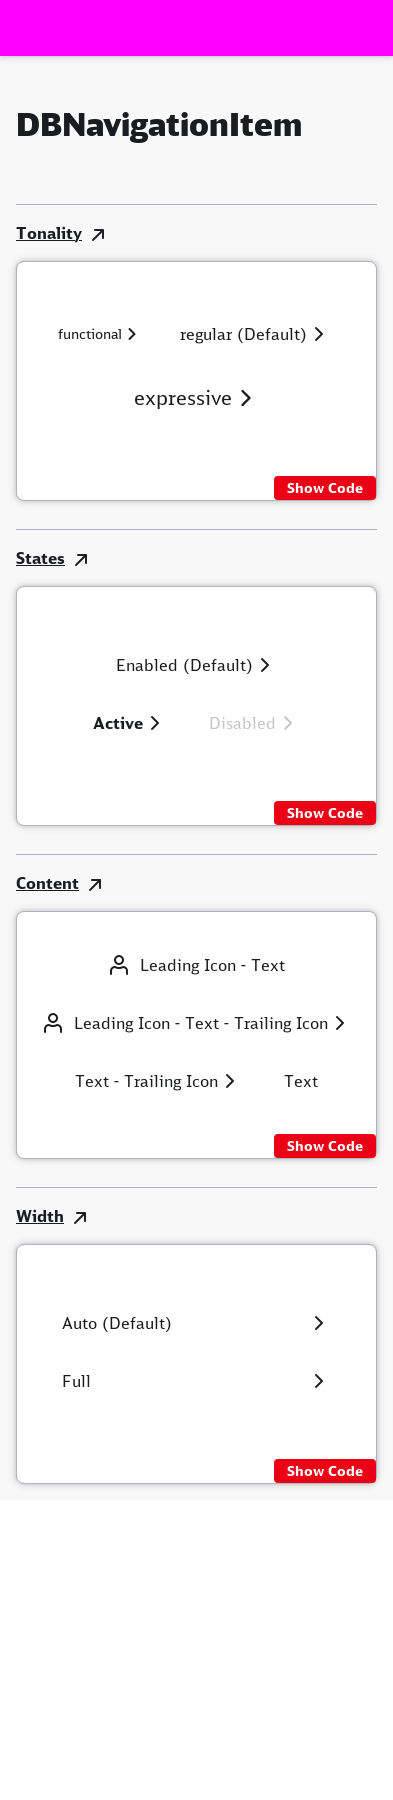 DBNavigationItem
Tonality
functional regular (Default)
expressive
Show Code
States
Enabled (Default)
Active Disabled
Show Code
Content
Leading Icon - Text
Leading Icon - Text - Trailing Icon
Text - Trailing Icon Text
Show Code
Width
Auto (Default)
Full
Show Code